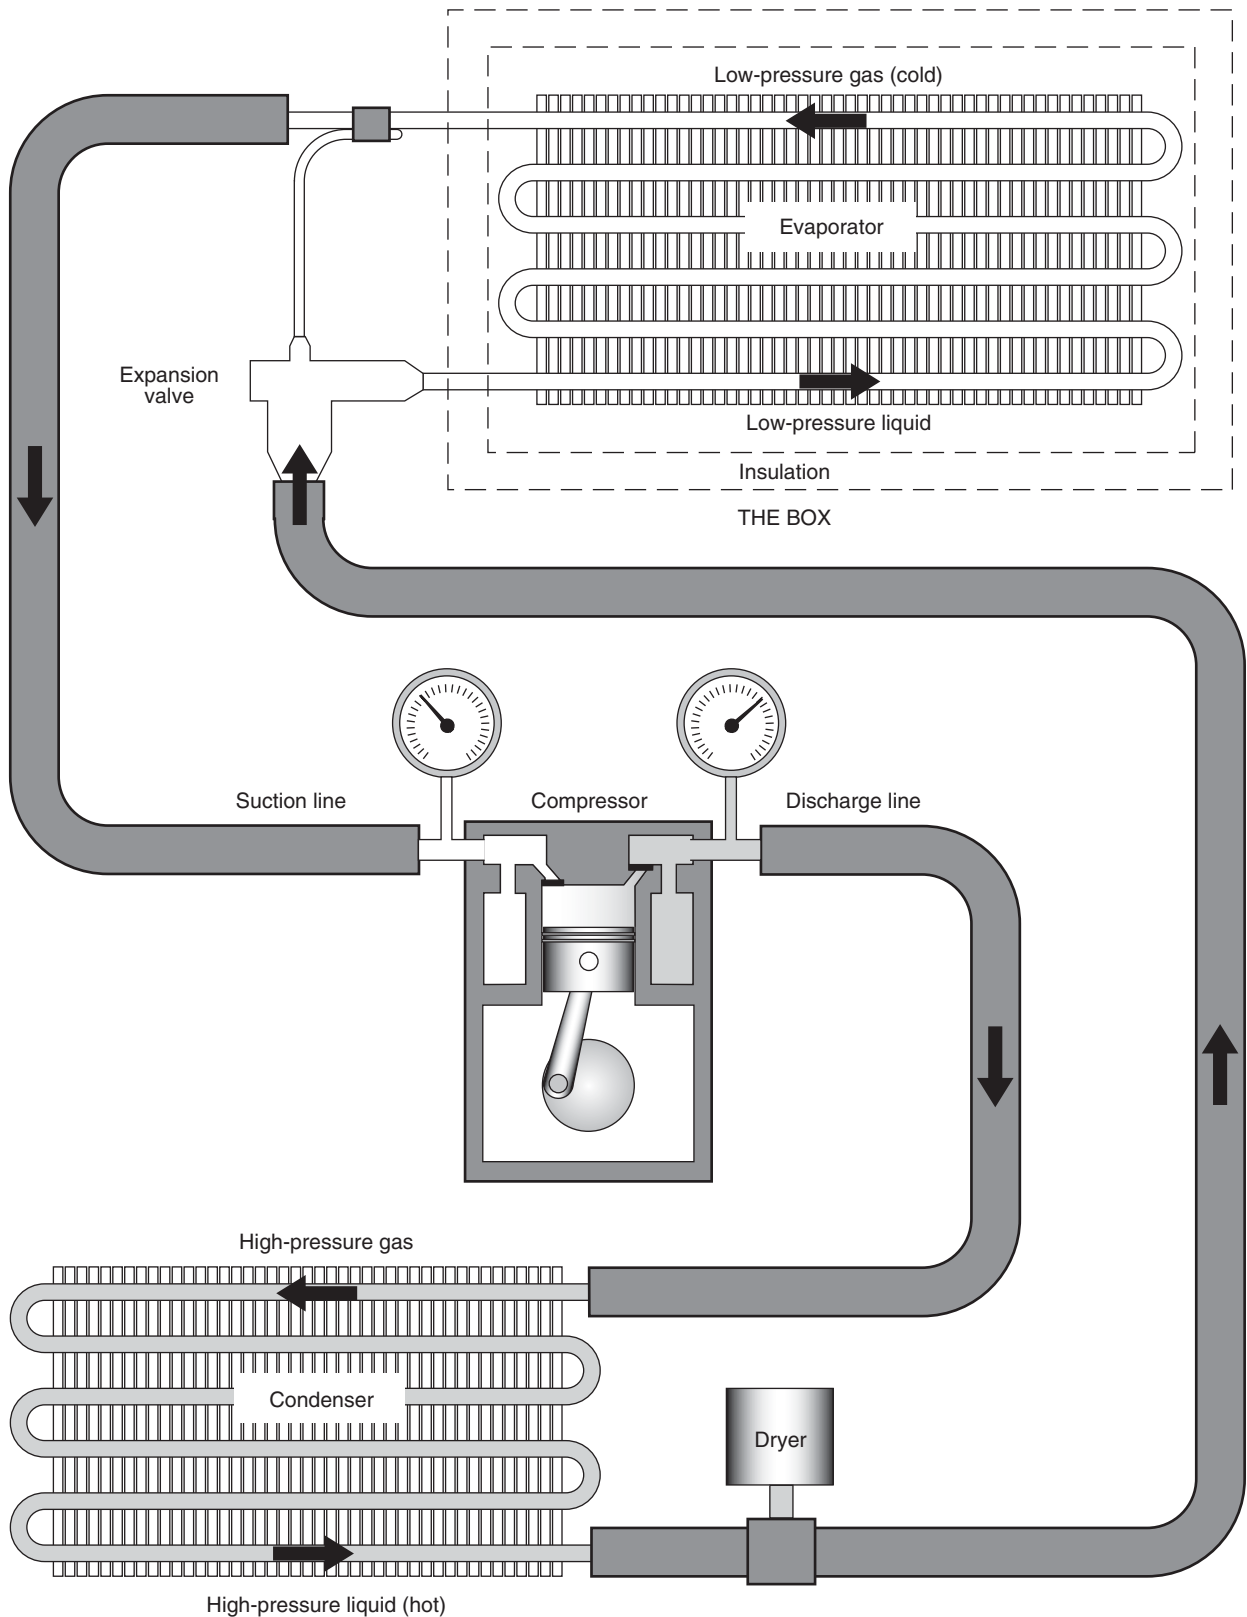 Low-pressure gas (cold)
Evaporator
Expansion
valve
Low-pressure liquid
Insulation
THE BOX
Suction line
Compressor
Discharge line
High-pressure gas
Condenser
Dryer
High-pressure liquid (hot)